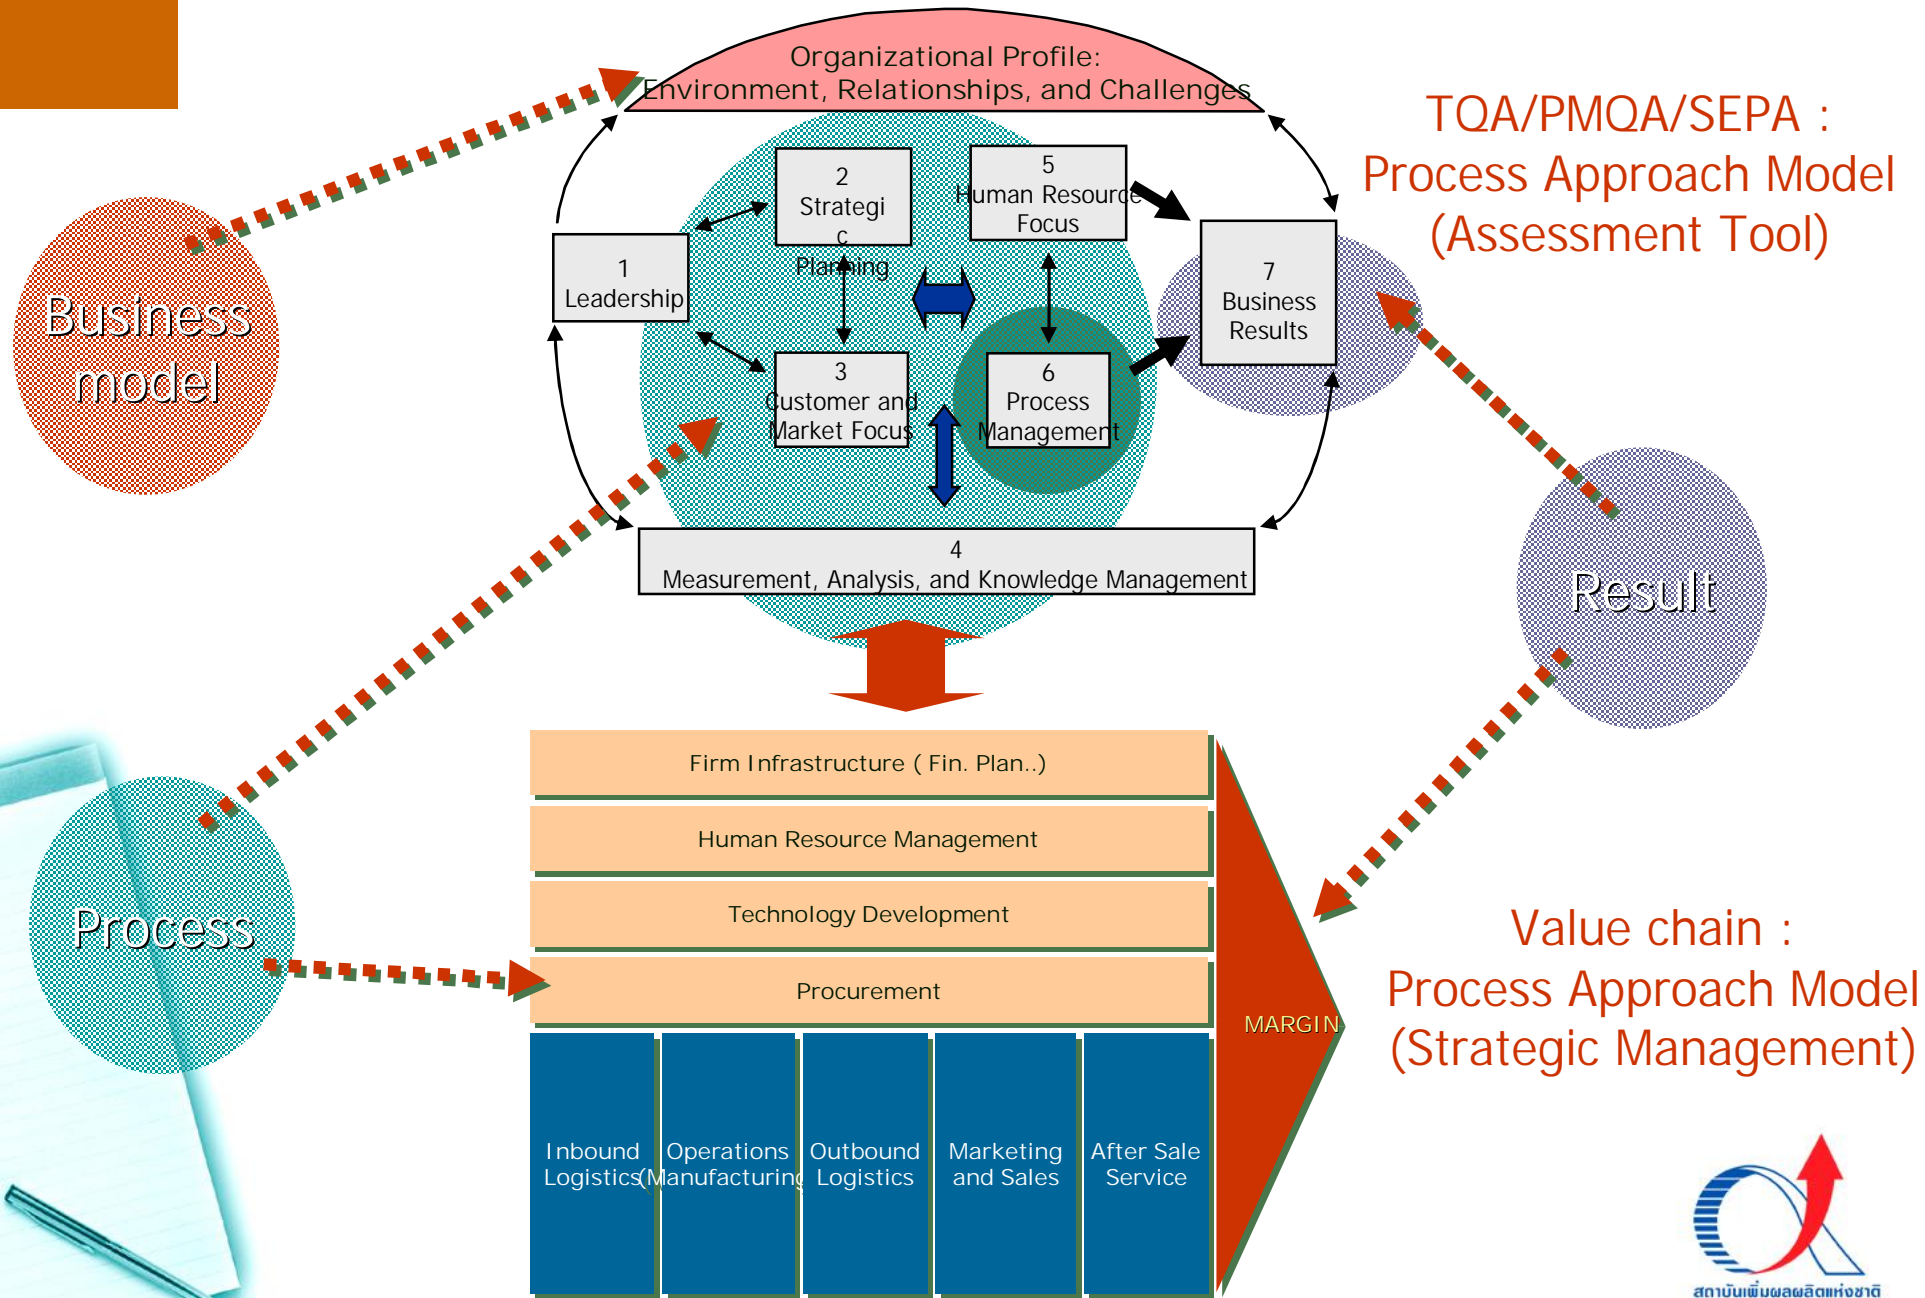 Organizational Profile:
Environment, Relationships, and Challenges
TQA/PMQA/SEPA :
Process Approach Model
(Assessment Tool)
2
Strategi
c
Planning
5
Human Resource
Focus
1
Leadership
7
Business
Results
Business
model
3
Customer and
Market Focus
6
Process
Management
4
Measurement, Analysis, and Knowledge Management
Result
Firm Infrastructure ( Fin. Plan..)
Human Resource Management
Technology Development
Procurement
Process
MARGIN
Value chain :
Process Approach Model
(Strategic Management)
Inbound
Logistics
Operations
(Manufacturing
Outbound
Logistics
Marketing
and Sales
After Sale
Service
สถาบันเพิ่มผลผลิตแห่งชาติ